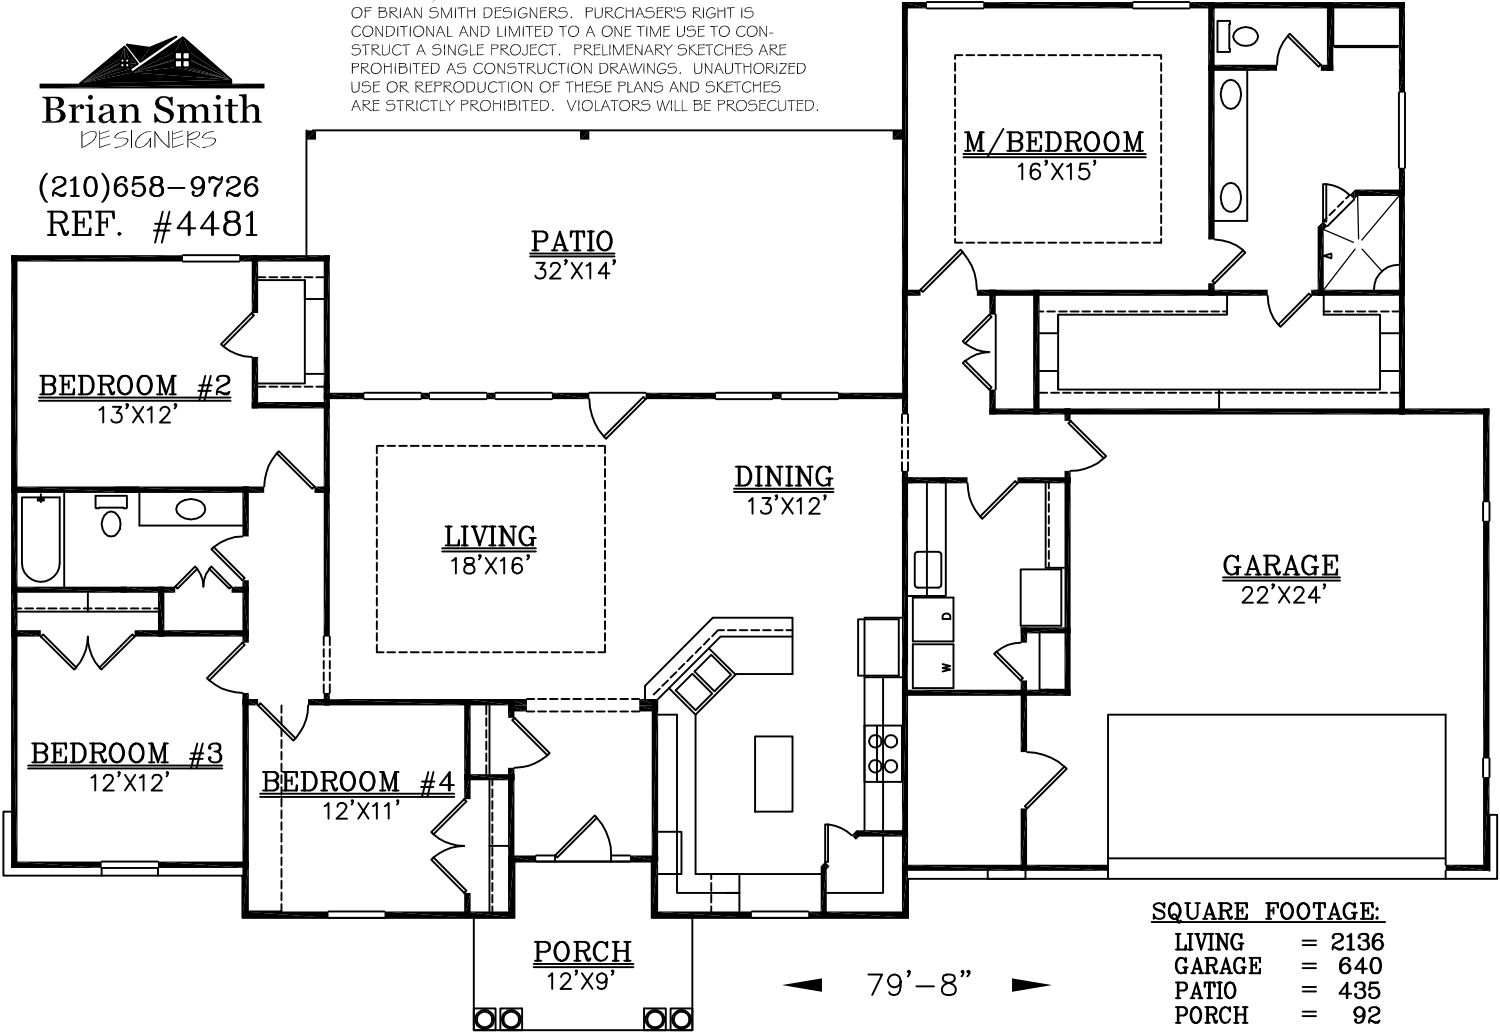 OF BRIAN SMITH DESIGNERS. PURCHASER'S RIGHT IS
CONDITIONAL AND LIMITED TO A ONE TIME USE TO CON-
STRUCT A SINGLE PROJECT. PRELIMENARY SKETCHES ARE
PROHIBITED AS CONSTRUCTION DRAWINGS. UNAUTHORIZED
USE OR REPRODUCTION OF THESE PLANS AND SKETCHES
ARE STRICTLY PROHIBITED. VIOLATORS WILL BE PROSECUTED.
Brian Smith
DESIGNERS
(210)658-9726
REF. #4481
M/BEDROOM
16'X15'
PATIO
32'X14'
BEDROOM #2
13'X12'
DINING
13'X12'
LIVING
18'X16'
GARAGE
22'X24'
D
W
BEDROOM #3
12'X12'
BEDROOM #4
12'X11'
PORCH
12'X9'
79'-8"
SQUARE FOOTAGE:
LIVING = 2136
GARAGE = 640
PATIO = 435
PORCH = 92